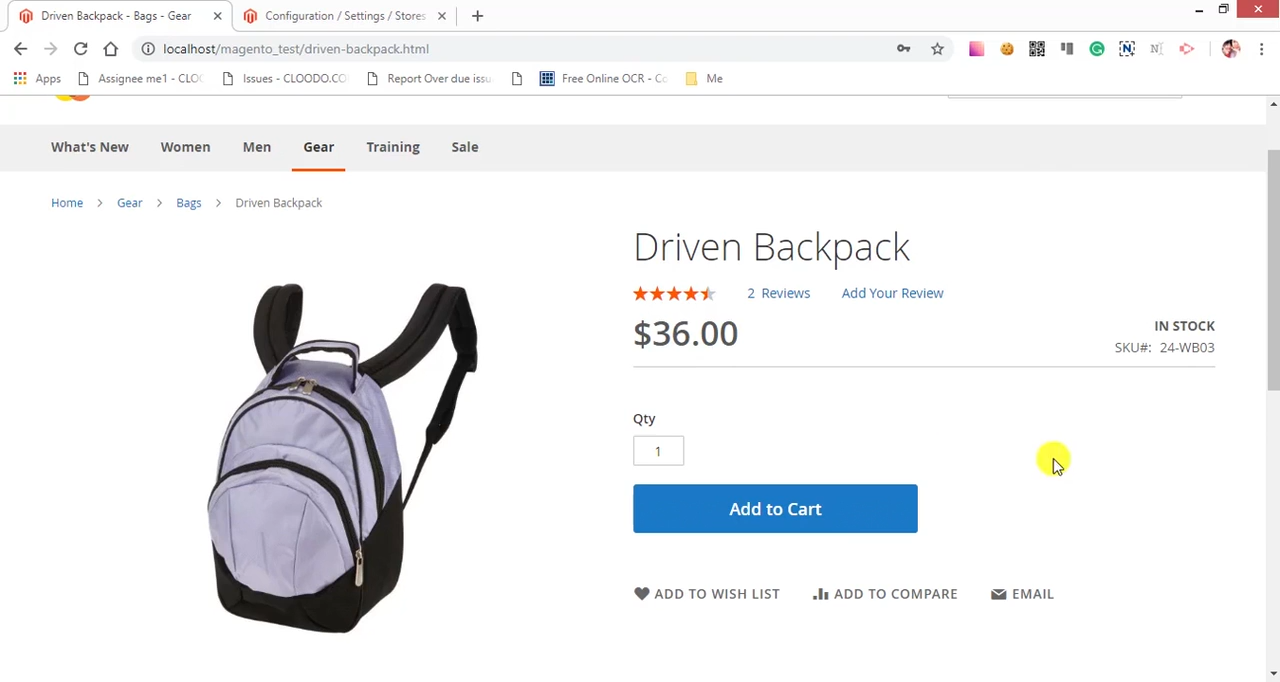 Driven Backpack - Bags - Gear
Configuration / Settings / Stores
localhost/magento_test/driven-backpack.html
Apps
Assignee me1 - CLOO
Issues - CLOODO.CO
Report Over due issu
Free Online OCR - Co
Me
What's New
Women
Men
Gear
Training
Sale
Home > Gear > Bags > Driven Backpack
Driven Backpack
2 Reviews
Add Your Review
$36.00
IN STOCK
SKU#: 24-WB03
Qty
1
Add to Cart
ADD TO WISH LIST
ADD TO COMPARE
EMAIL